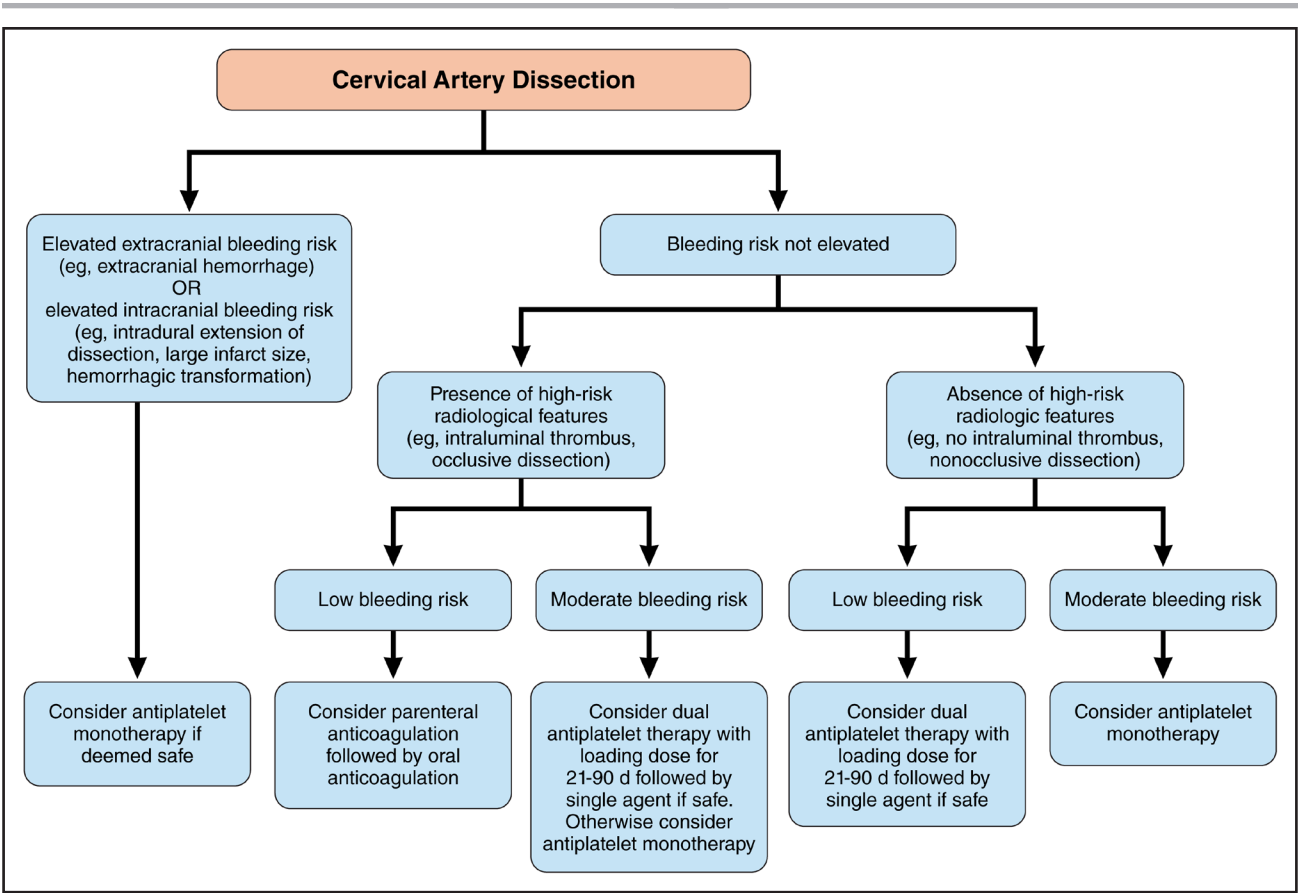 Cervical Artery Dissection
Elevated extracranial bleeding risk
(eg, extracranial hemorrhage)
OR
elevated intracranial bleeding risk
(eg, intradural extension of
dissection, large infarct size,
hemorrhagic transformation)
Bleeding risk not elevated
Presence of high-risk
radiological features
(eg, intraluminal thrombus,
occlusive dissection)
Absence of high-risk
radiologic features
(eg, no intraluminal thrombus,
nonocclusive dissection)
Low bleeding risk
Moderate bleeding risk
Low bleeding risk
Moderate bleeding risk
Consider antiplatelet
monotherapy if
deemed safe
Consider parenteral
anticoagulation
followed by oral
anticoagulation
Consider dual
antiplatelet therapy with
loading dose for
21-90 d followed by
single agent if safe.
Otherwise consider
antiplatelet monotherapy
Consider dual
antiplatelet therapy with
loading dose for
21-90 d followed by
single agent if safe
Consider antiplatelet
monotherapy